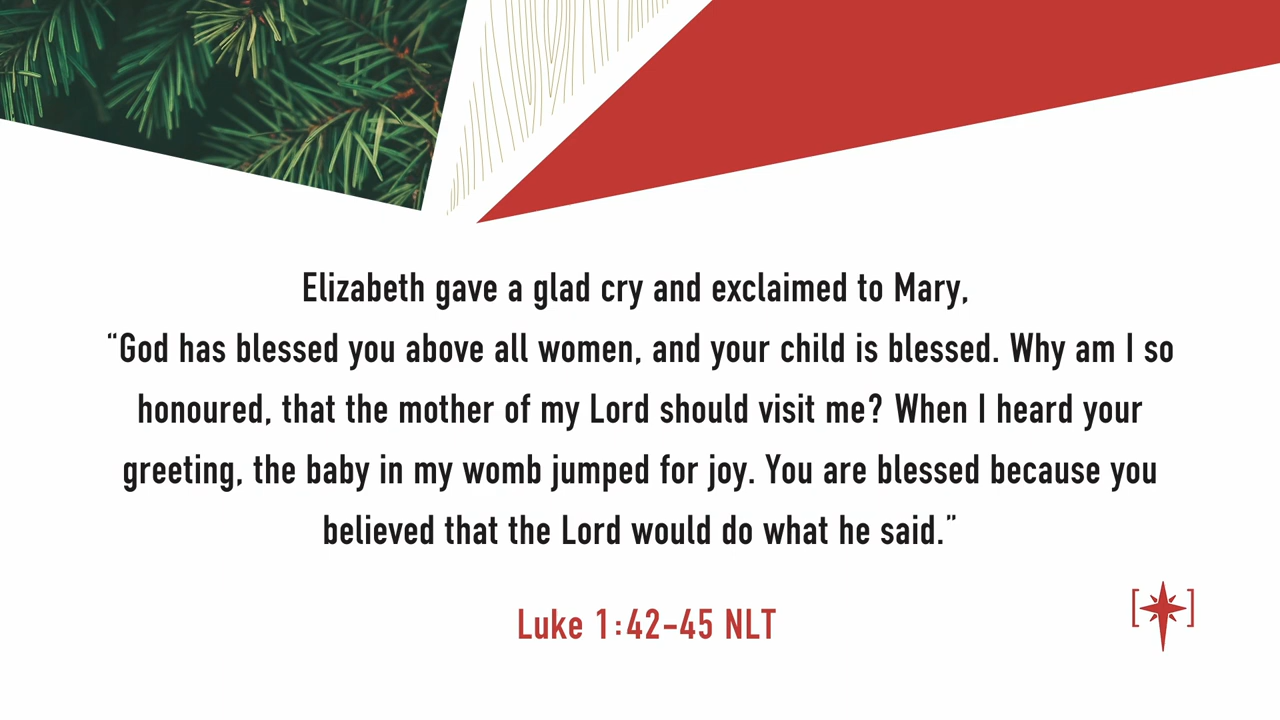 Elizabeth gave a glad cry and exclaimed to Mary,
“God has blessed you above all women, and your child is blessed. Why am I so
honoured, that the mother of my Lord should visit me? When I heard your
greeting, the baby in my womb jumped for joy. You are blessed because you
believed that the Lord would do what he said.”
Luke 1:42-45 NLT